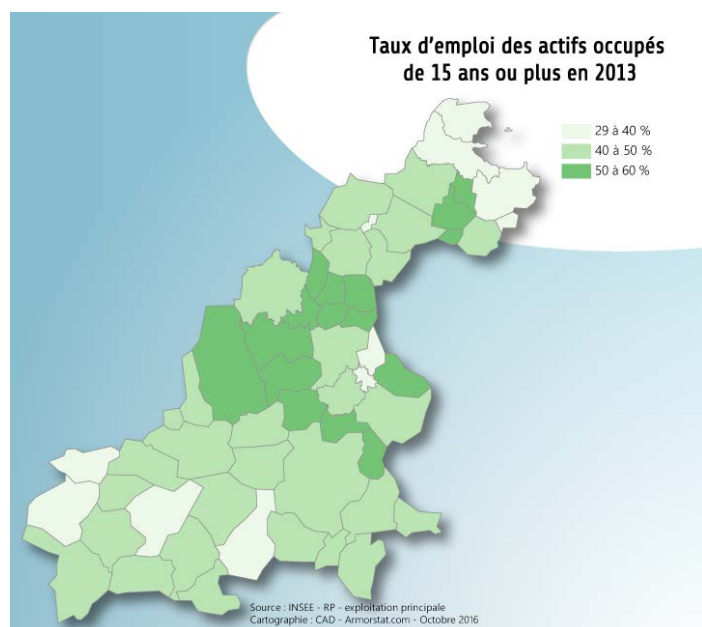 Taux d'emploi des actifs occupés
de 15 ans ou plus en 2013
29 à 40 %
40 à 50 %
50 à 60 %
Source : INSEE - RP - exploitation principale
Cartographie : CAD - Armorstat.com - Octobre 2016